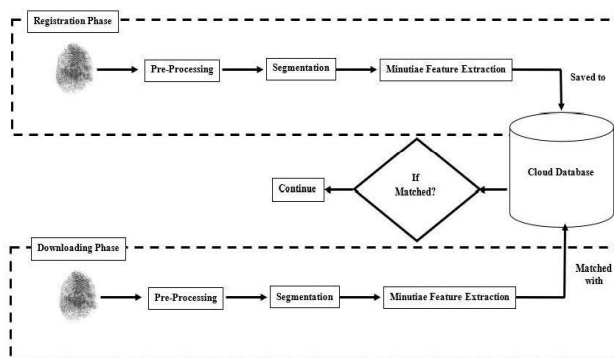 Registration Phase
Pre-Processing
Segmentation
Minutiae Feature Extraction
Saved to
If
Matched?
Continue
Cloud Database
Downloading Phase
Pre-Processing
Segmentation
Minutiae Feature Extraction
Matched
with